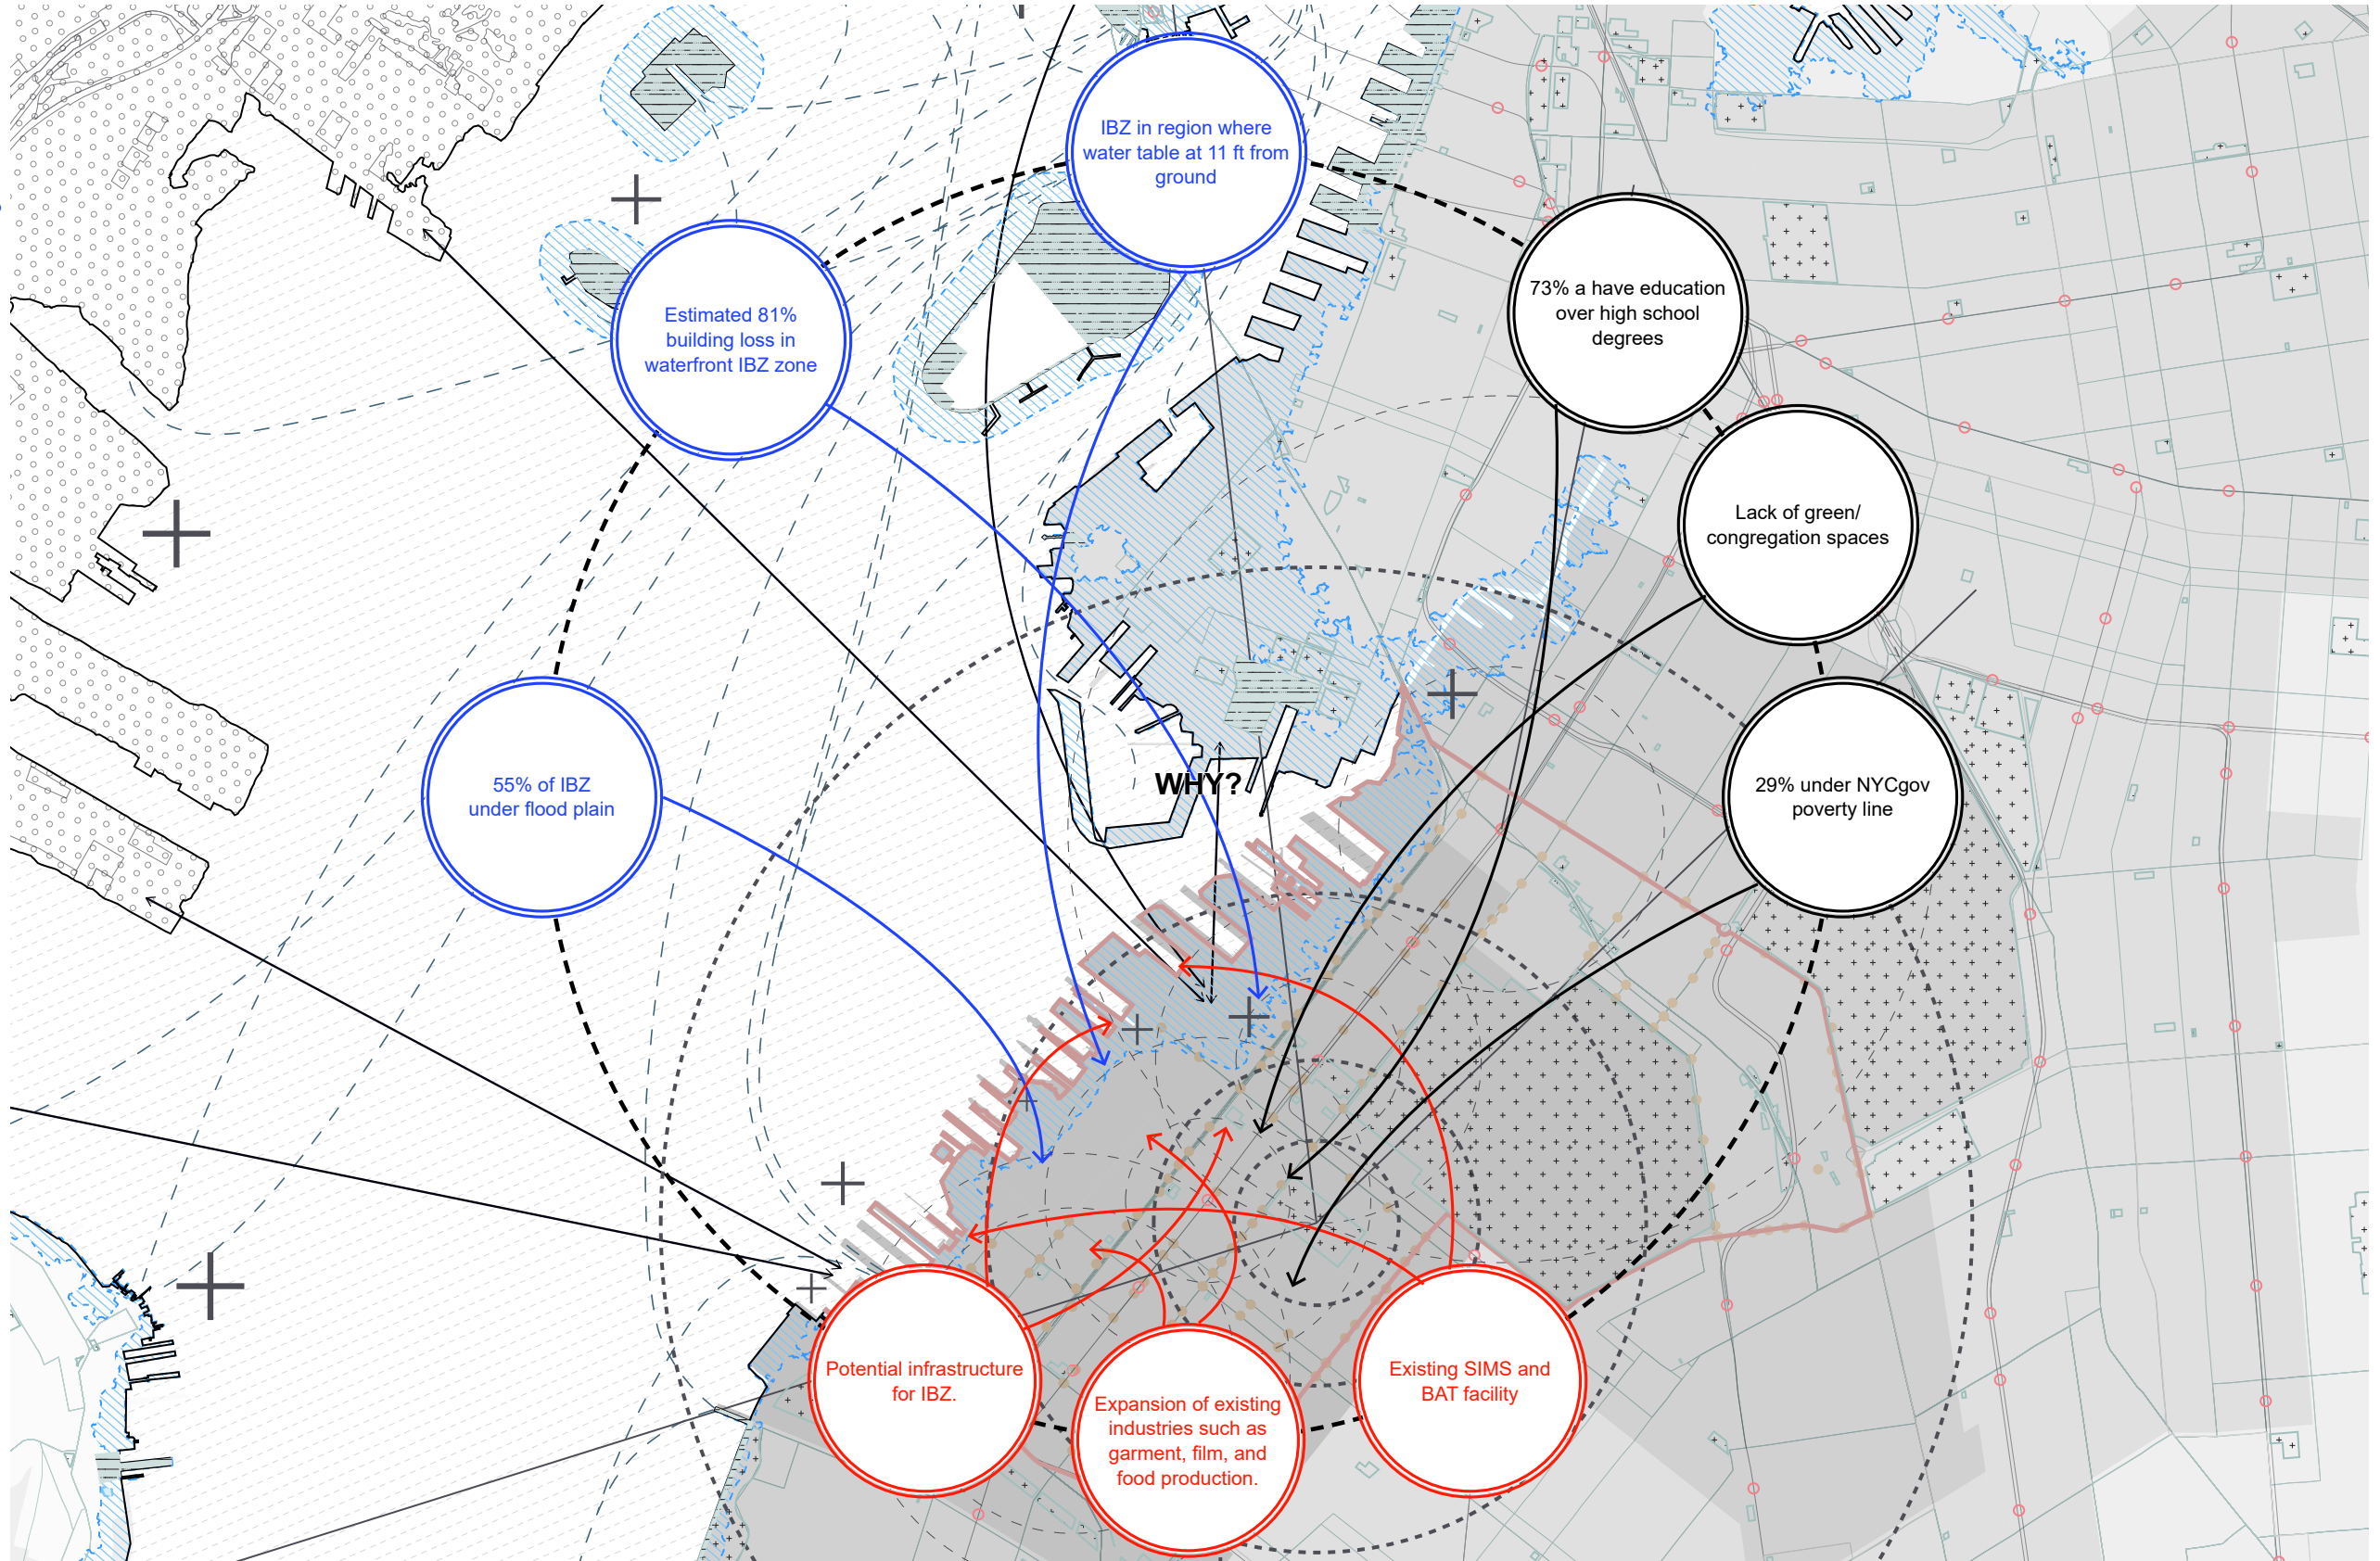 IBZ in region where
water table at 11 ft from
ground
Estimated 81%
building loss in
waterfront IBZ zone
73% a have education
over high school
degrees
Lack of green/
congregation spaces
55% of IBZ
under flood plain
WHY?
29% under NYCgov
poverty line
Potential infrastructure
for IBZ.
Expansion of existing
industries such as
garment, film, and
food production.
Existing SIMS and
BAT facility